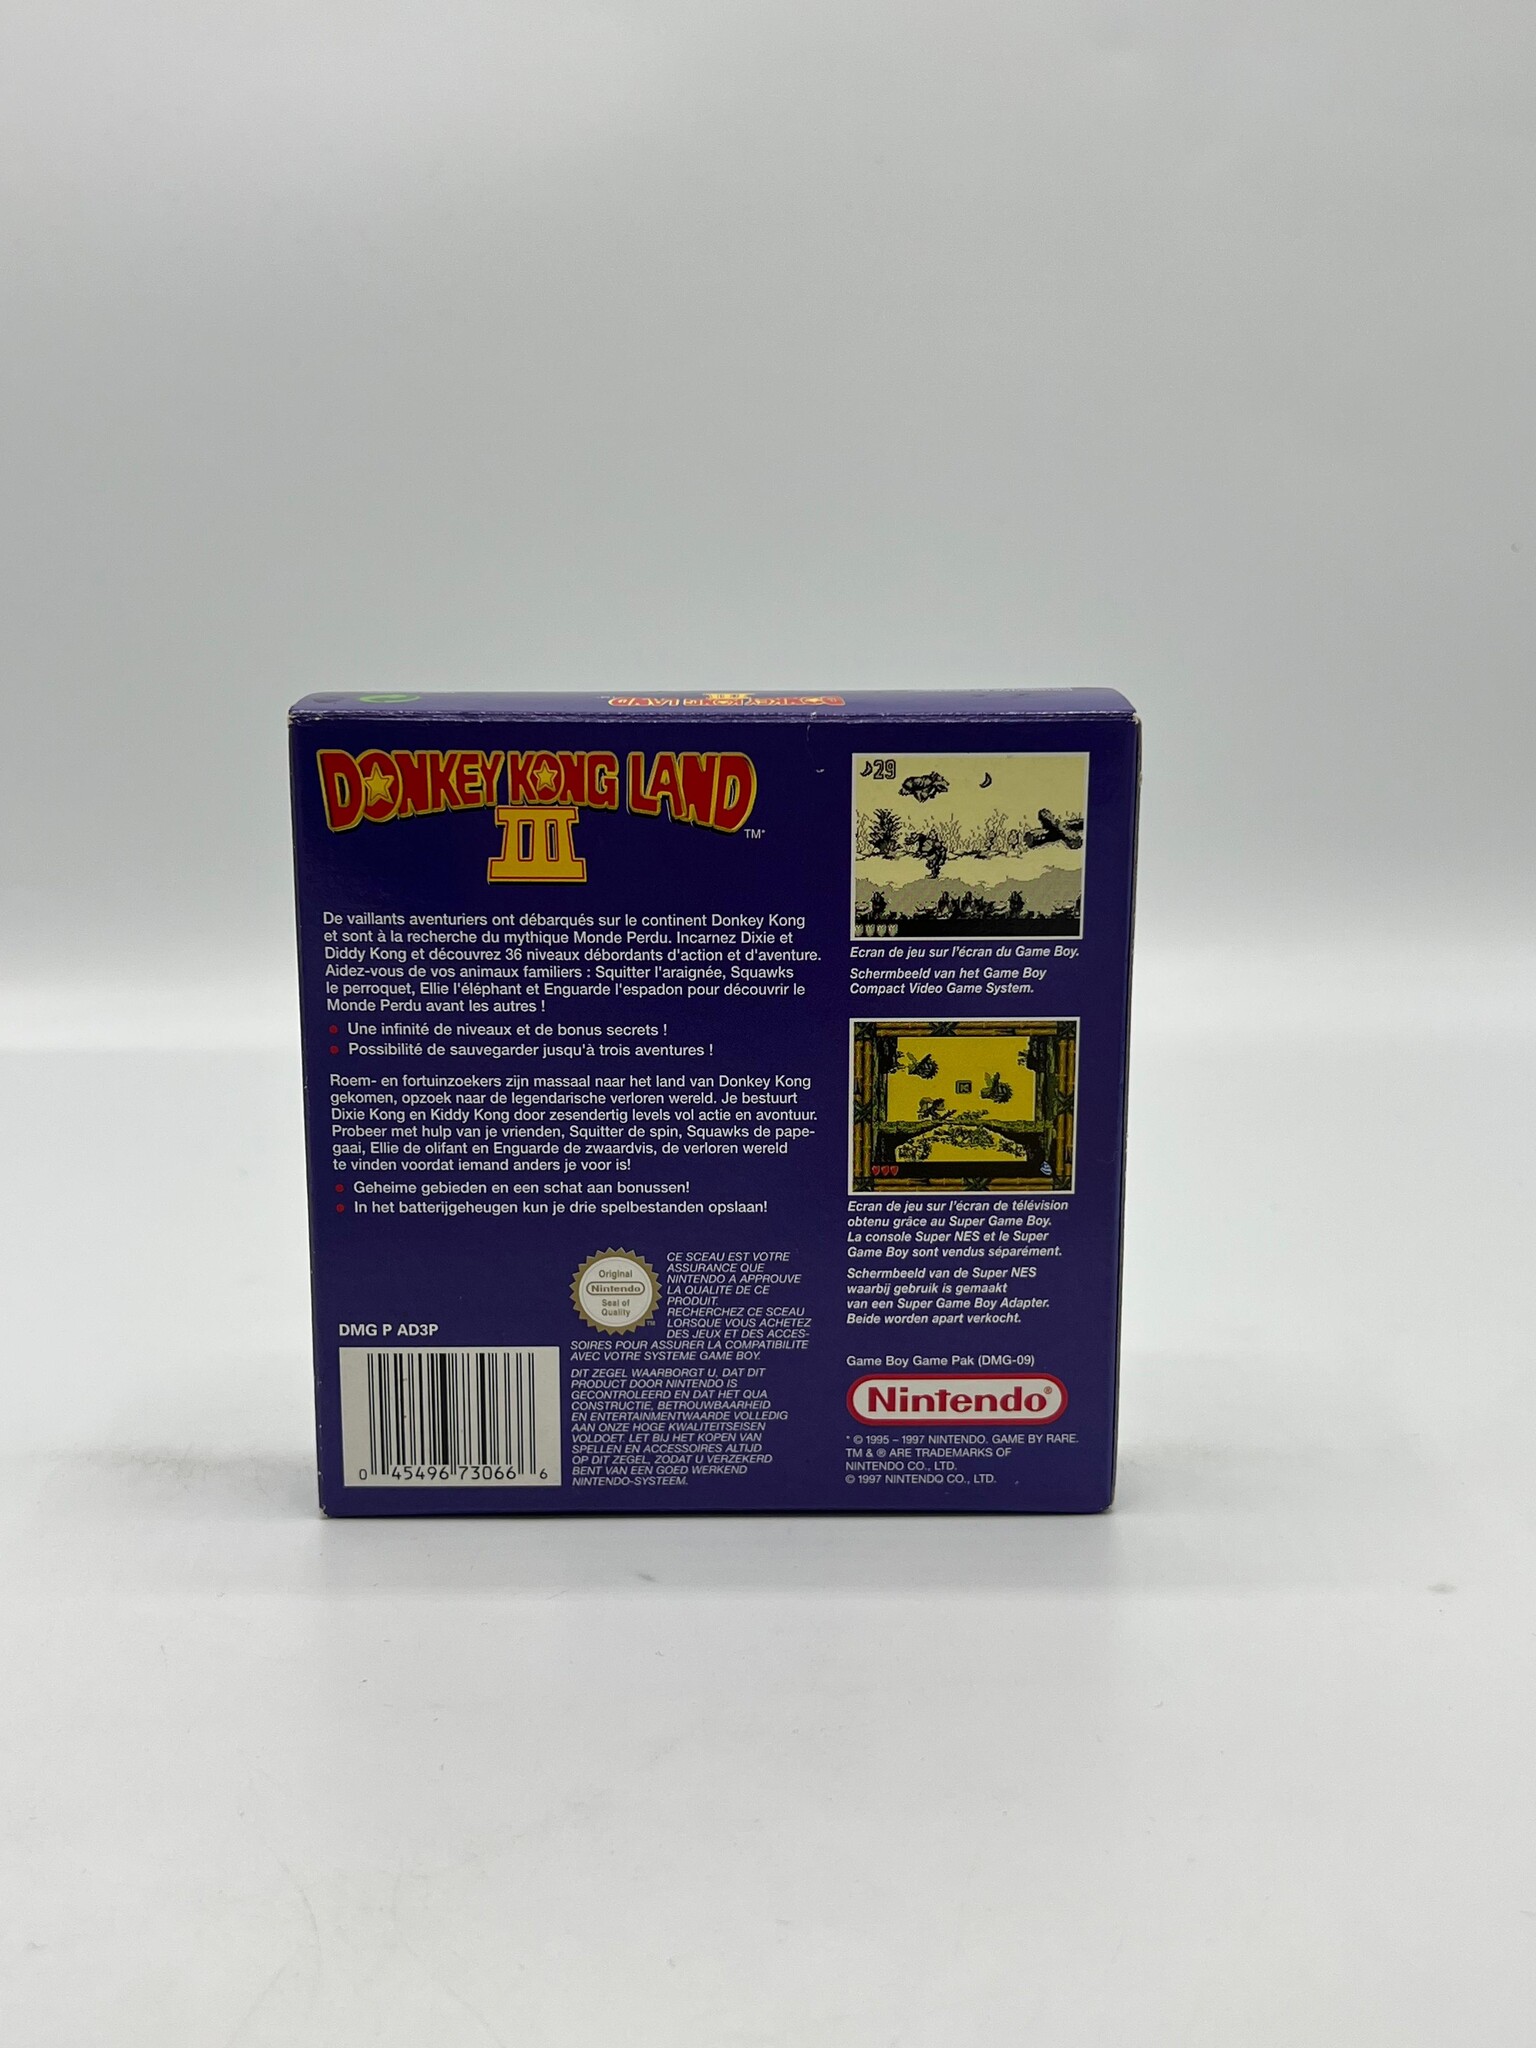 DONKEY KONG LAND
DONKEY KONG LAND
III
TM*
De vaillants aventuriers ont débarqués sur le continent Donkey Kong
et sont à la recherche du mythique Monde Perdu. Incarnez Dixie et
Diddy Kong et découvrez 36 niveaux débordants d'action et d'aventure.
Aidez-vous de vos animaux familiers : Squitter l'araignée, Squawks
le perroquet, Ellie l'éléphant et Enguarde l'espadon pour découvrir le
Monde Perdu avant les autres !
Une infinité de niveaux et de bonus secrets !
Possibilité de sauvegarder jusqu'à trois aventures !
Roem- en fortuinzoekers zijn massaal naar het land van Donkey Kong
gekomen, opzoek naar de legendarische verloren wereld. Je bestuurt
Dixie Kong en Kiddy Kong door zesendertig levels vol actie en avontuur.
Probeer met hulp van je vrienden, Squitter de spin, Squawks de pape-
gaai, Ellie de olifant en Enguarde de zwaardvis, de verloren wereld
te vinden voordat iemand anders je voor is!
Geheime gebieden en een schat aan bonussen!
In het batterijgeheugen kun je drie spelbestanden opslaan!
29
Ecran de jeu sur l'écran du Game Boy.
Schermbeeld van het Game Boy
Compact Video Game System.
K
Ecran de jeu sur l'écran de télévision
obtenu grâce au Super Game Boy.
La console Super NES et le Super
Game Boy sont vendus séparément.
Schermbeeld van de Super NES
waarbij gebruik is gemaakt
van een Super Game Boy Adapter.
Beide worden apart verkocht.
Original
Nintendo
Seal of
Quality
TM
CE SCEAU EST VOTRE
ASSURANCE QUE
NINTENDO A APPROUVE
LA QUALITE DE CE
PRODUIT.
RECHERCHEZ CE SCEAU
LORSQUE VOUS ACHETEZ
DES JEUX ET DES ACCES-
SOIRES POUR ASSURER LA COMPATIBILITE
AVEC VOTRE SYSTEME GAME BOY.
DIT ZEGEL WAARBORGT U, DAT DIT
PRODUCT DOOR NINTENDO IS
GECONTROLEERD EN DAT HET QUA
CONSTRUCTIE, BETROUWBAARHEID
EN ENTERTAINMENTWAARDE VOLLEDIG
AAN ONZE HOGE KWALITEITSEISEN
VOLDOET. LET BIJ HET KOPEN VAN
SPELLEN EN ACCESSOIRES ALTIJD
OP DIT ZEGEL, ZODAT U VERZEKERD
BENT VAN EEN GOED WERKEND
NINTENDO-SYSTEEM.
DMG P AD3P
0 45496 73066 6
Game Boy Game Pak (DMG-09)
Nintendo®
* © 1995 – 1997 NINTENDO. GAME BY RARE.
TM & ® ARE TRADEMARKS OF
NINTENDO CO., LTD.
© 1997 NINTENDO CO., LTD.